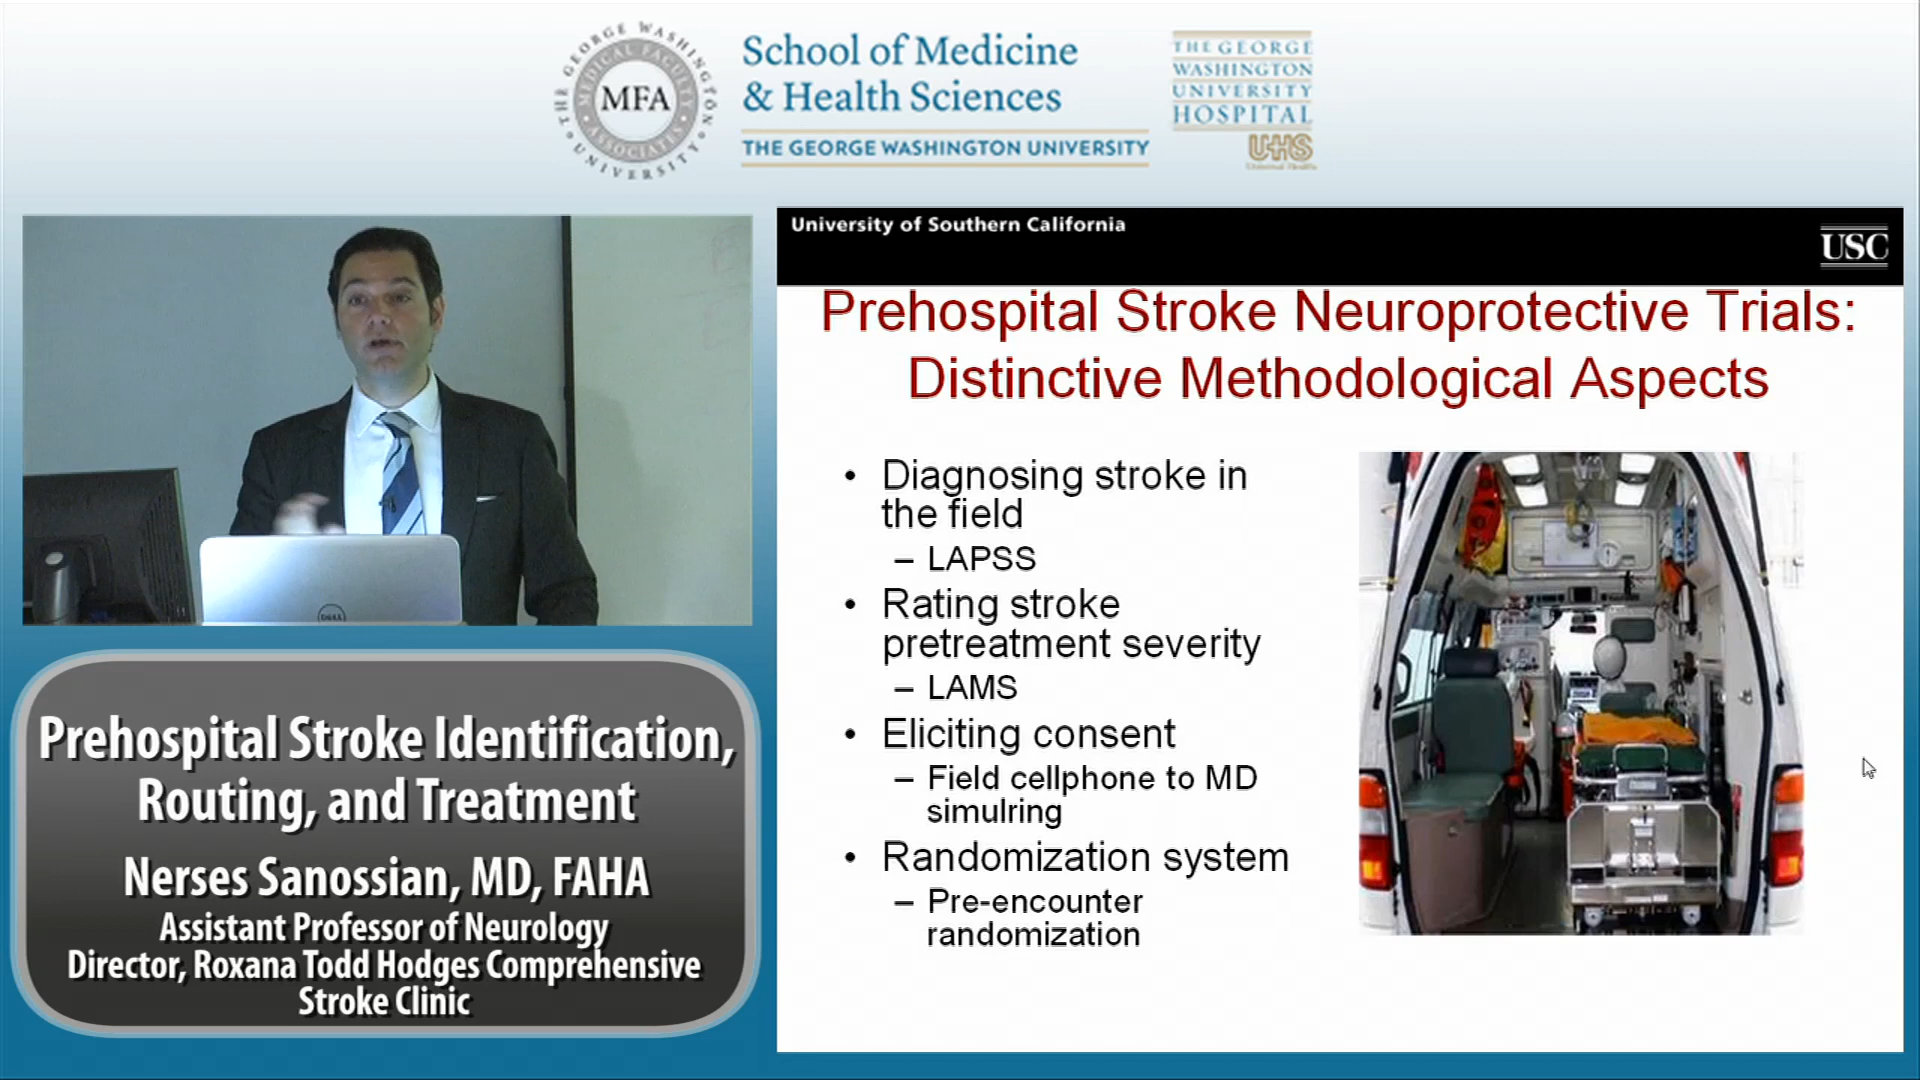 THE GEORGE WASHINGTON UNIVERSITY
MEDICAL FACULTY ASSOCIATES
MFA
School of Medicine
& Health Sciences
THE GEORGE WASHINGTON UNIVERSITY
THE GEORGE
WASHINGTON
UNIVERSITY
HOSPITAL
UHS
Universal Health
University of Southern California
USC
Prehospital Stroke Neuroprotective Trials:
Distinctive Methodological Aspects
• Diagnosing stroke in
the field
– LAPSS
• Rating stroke
pretreatment severity
– LAMS
• Eliciting consent
– Field cellphone to MD
simulring
• Randomization system
– Pre-encounter
randomization
DELL
Prehospital Stroke Identification,
Routing, and Treatment
Nerses Sanossian, MD, FAHA
Assistant Professor of Neurology
Director, Roxana Todd Hodges Comprehensive
Stroke Clinic